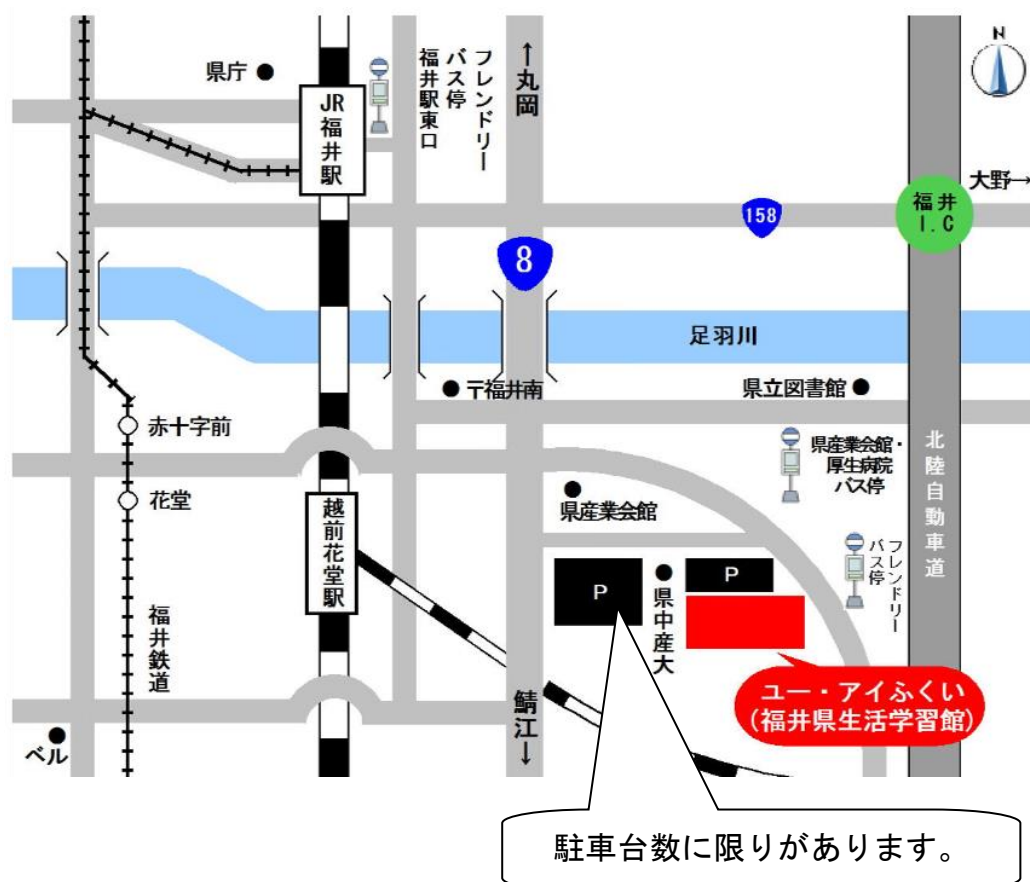 N
県庁
JR福井駅
福井駅東口
バス停
フレンドリー
↑丸岡
大野→
福井
I.C
158
8
足羽川
〒福井南
県立図書館
赤十字前
花堂
越前花堂駅
県産業会館・
厚生病院
バス停
北陸自動車道
県産業会館
フレンドリー
バス停
P
P
県中産大
福井鉄道
ユー・アイふくい
(福井県生活学習館)
鯖江↓
ベル
駐車台数に限りがあります。